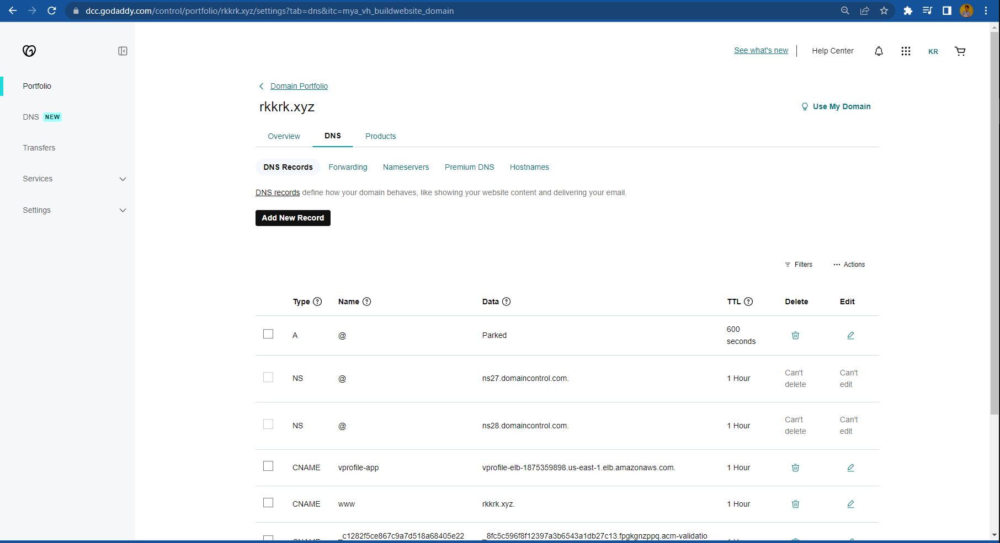 dcc.godaddy.com/control/portfolio/rkkrk.xyz/settings?tab=dns&itc=mya_vh_buildwebsite_domain
See what's new Help Center KR
Portfolio
DNS NEW
Transfers
Services
Settings
Domain Portfolio
rkkrk.xyz
Use My Domain
Overview DNS Products
DNS Records Forwarding Nameservers Premium DNS Hostnames
DNS records define how your domain behaves, like showing your website content and delivering your email.
Add New Record
Filters Actions
Type Name Data TTL Delete Edit
A @ Parked 600 seconds
NS @ ns27.domaincontrol.com. 1 Hour Can't delete Can't edit
NS @ ns28.domaincontrol.com. 1 Hour Can't delete Can't edit
CNAME vprofile-app vprofile-elb-1875359898.us-east-1.elb.amazonaws.com. 1 Hour
CNAME www rkkrk.xyz. 1 Hour
_c1282f5ce867c9a7d518a68405e22 _8fc5c596f8f12397a3b6543a1db27c13.fpgkgnzppq.acm-validatio